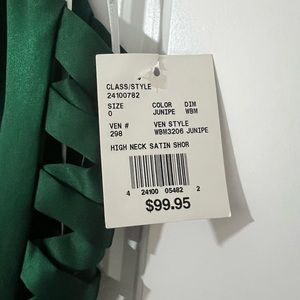 CLASS/STYLE
24100782
SIZE COLOR DIM
0 JUNIPE WBM
VEN # VEN STYLE
298 WBM3206 JUNIPE
HIGH NECK SATIN SHOR
4 24100 05482 2
$99.95